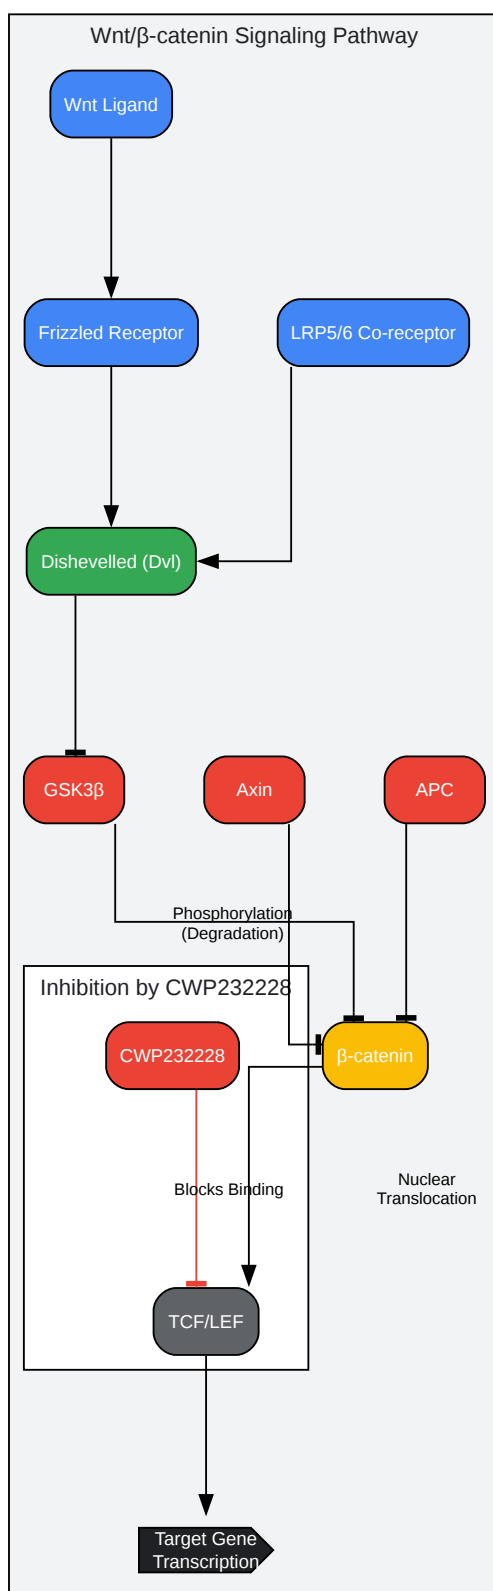 Wnt/β-catenin Signaling Pathway
Wnt Ligand
Frizzled Receptor
LRP5/6 Co-receptor
Dishevelled (Dvl)
GSK3β
Axin
APC
Phosphorylation
(Degradation)
Inhibition by CWP232228
CWP232228
β-catenin
Blocks Binding
Nuclear
Translocation
TCF/LEF
Target Gene
Transcription